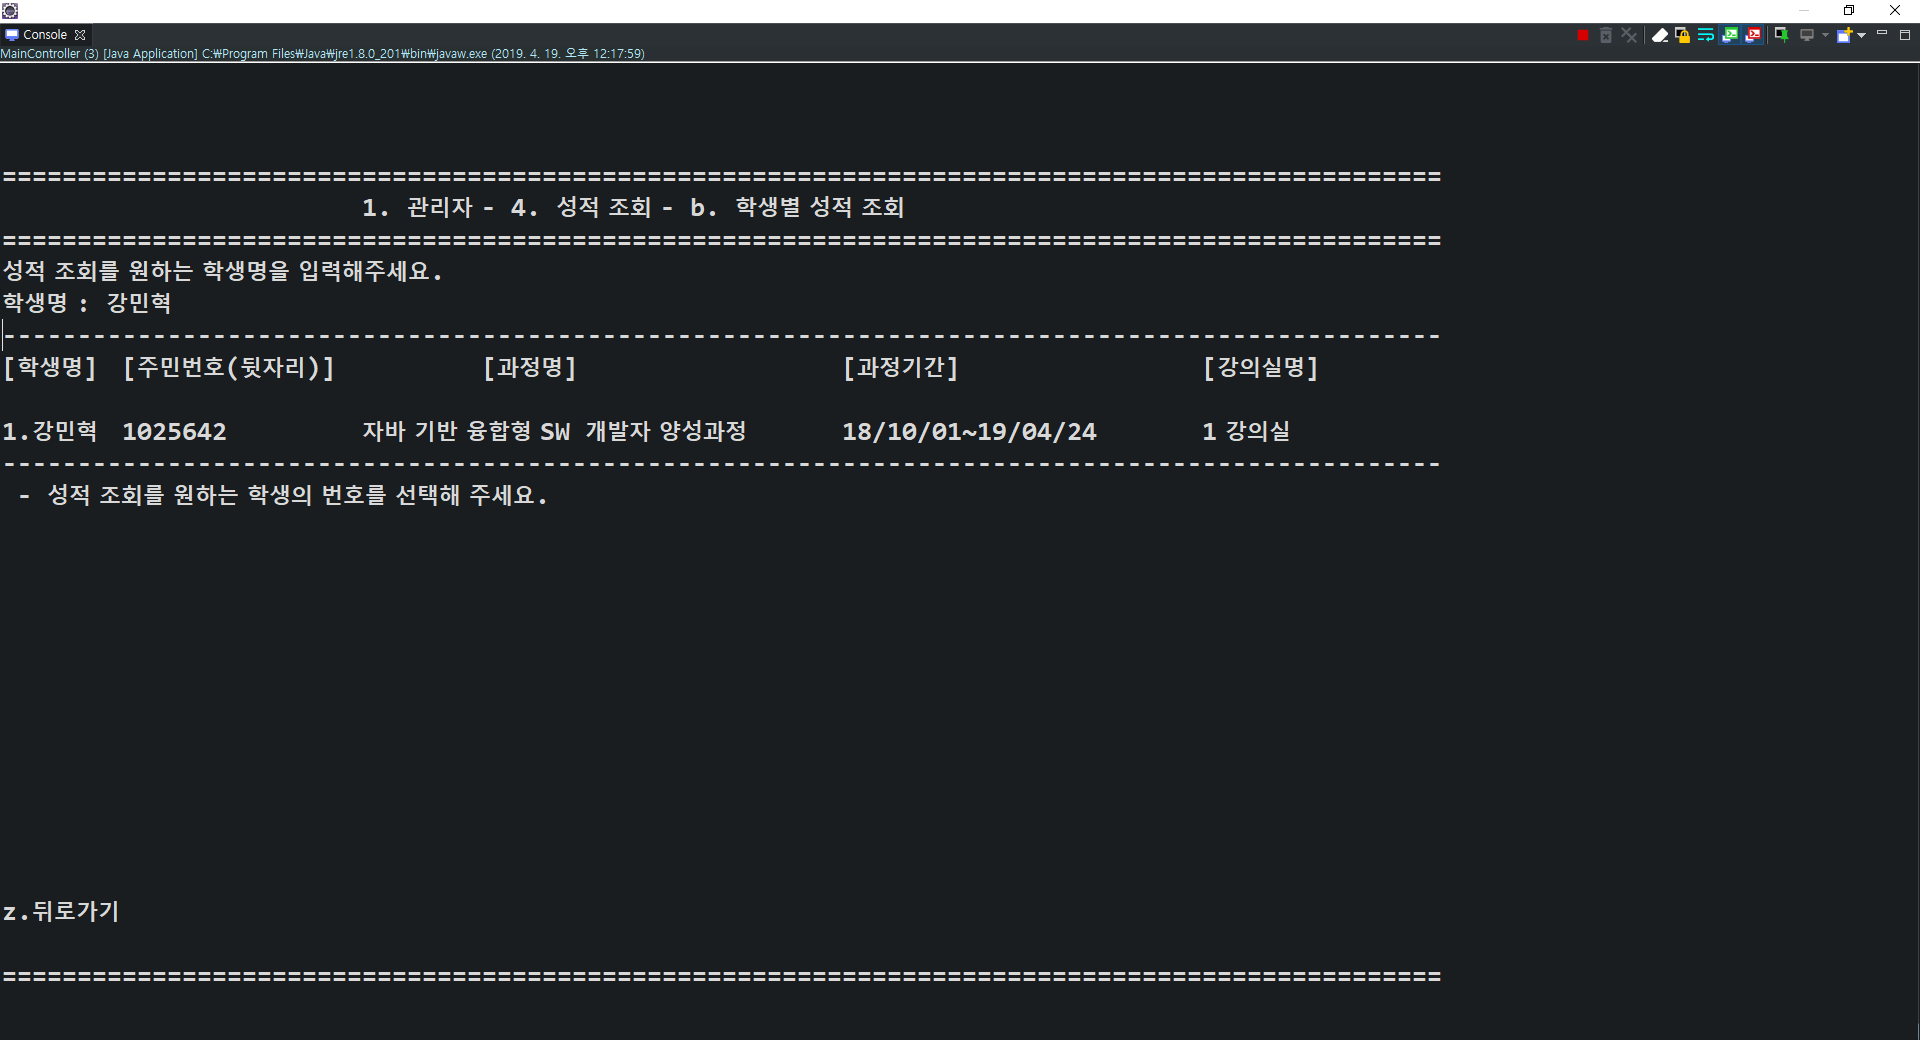 Console
MainController (3) [Java Application] C:₩Program Files₩Java₩jre1.8.0_201₩bin₩javaw.exe (2019. 4. 19. 오후 12:17:59)
================================================================================================
1. 관리자 - 4. 성적 조회 - b. 학생별 성적 조회
================================================================================================
성적 조회를 원하는 학생명을 입력해주세요.
학생명 : 강민혁
------------------------------------------------------------------------------------------------
[학생명] [주민번호(뒷자리)] [과정명] [과정기간] [강의실명]
1.강민혁 1025642 자바 기반 융합형 SW 개발자 양성과정 18/10/01~19/04/24 1 강의실
------------------------------------------------------------------------------------------------
- 성적 조회를 원하는 학생의 번호를 선택해 주세요.
z.뒤로가기
================================================================================================